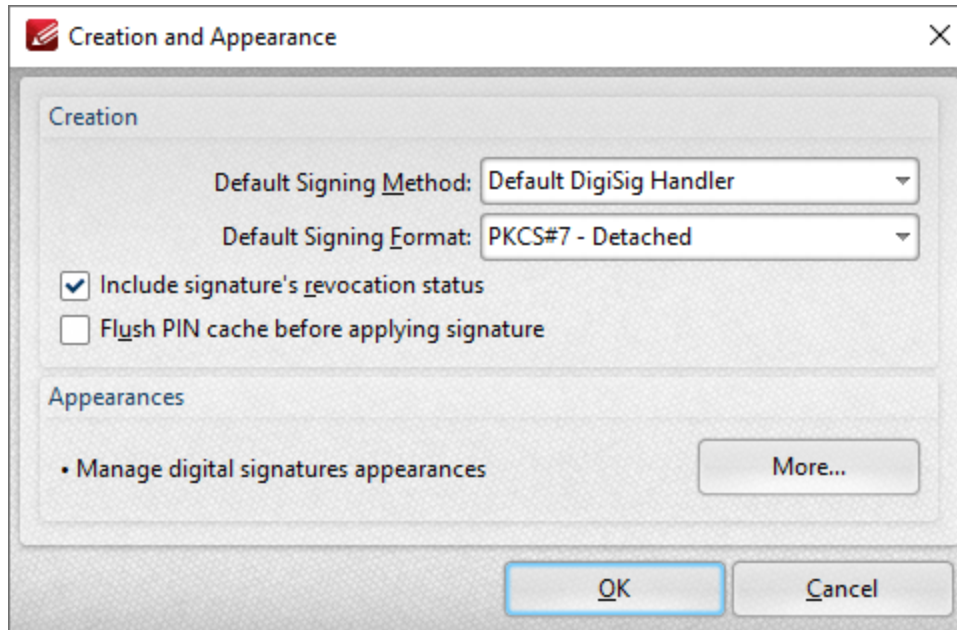 Creation and Appearance
Creation
Default Signing Method: Default DigiSig Handler
Default Signing Format: PKCS#7 - Detached
Include signature's revocation status
Flush PIN cache before applying signature
Appearances
• Manage digital signatures appearances More...
OK Cancel